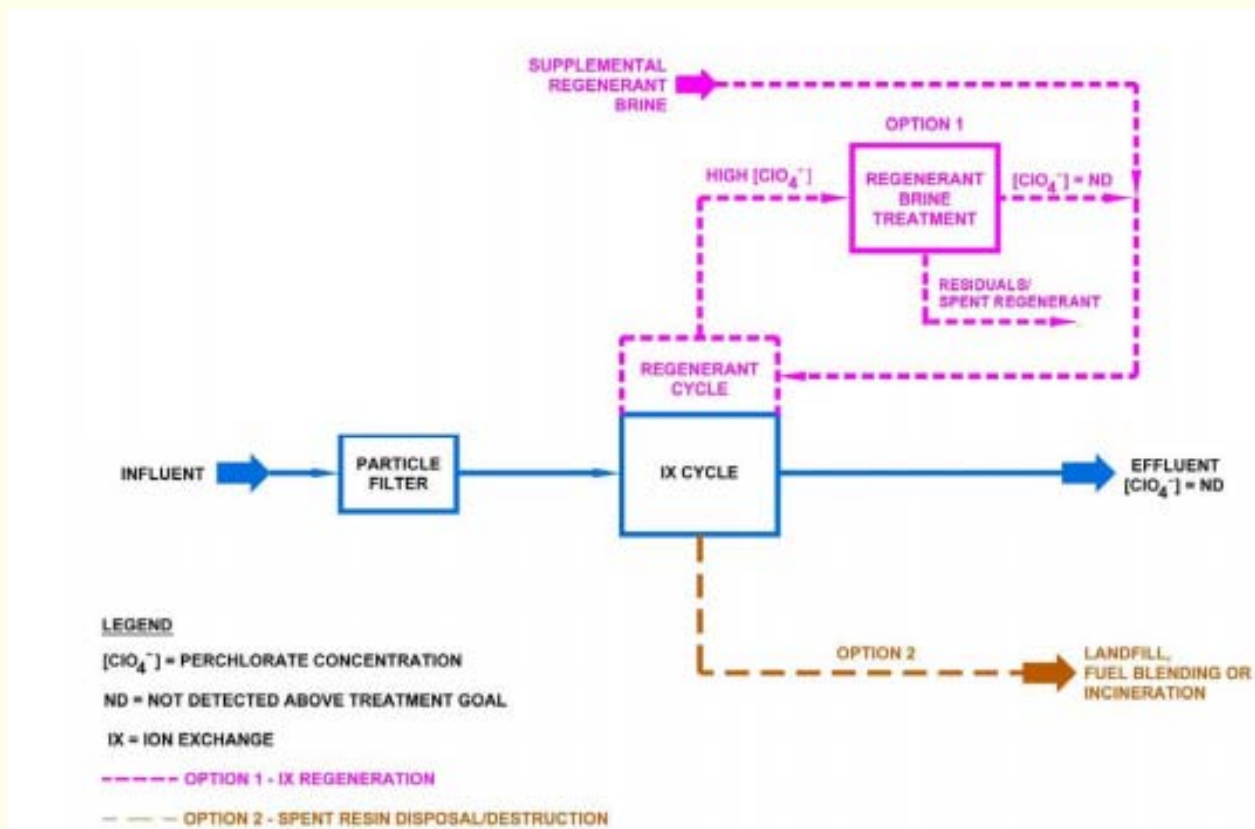 SUPPLEMENTAL
REGENERANT
BRINE
OPTION 1
HIGH [ClO₄⁻]
REGENERANT
BRINE
TREATMENT
[ClO₄⁻] = ND
RESIDUALS/
SPENT REGENERANT
REGENERANT
CYCLE
INFLUENT
PARTICLE
FILTER
IX CYCLE
EFFLUENT
[ClO₄⁻] = ND
OPTION 2
LANDFILL,
FUEL BLENDING OR
INCINERATION
LEGEND
[ClO₄⁻] = PERCHLORATE CONCENTRATION
ND = NOT DETECTED ABOVE TREATMENT GOAL
IX = ION EXCHANGE
OPTION 1 - IX REGENERATION
OPTION 2 - SPENT RESIN DISPOSAL/DESTRUCTION